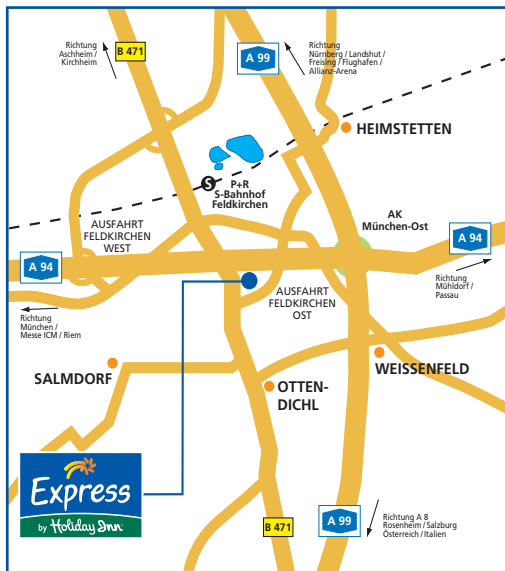 Richtung
Aschheim /
Kirchheim
B 471
A 99
Richtung
Nürnberg / Landshut /
Freising / Flughafen /
Allianz-Arena
HEIMSTETTEN
S
P+R
S-Bahnhof
Feldkirchen
AUSFAHRT
FELDKIRCHEN
WEST
AK
München-Ost
A 94
A 94
AUSFAHRT
FELDKIRCHEN
OST
Richtung
Mühldorf /
Passau
Richtung
München /
Messe ICM / Riem
SALMDORF
WEISSENFELD
OTTEN-
DICHL
Express
by Holiday Inn
B 471
A 99
Richtung A 8
Rosenheim / Salzburg
Österreich / Italien